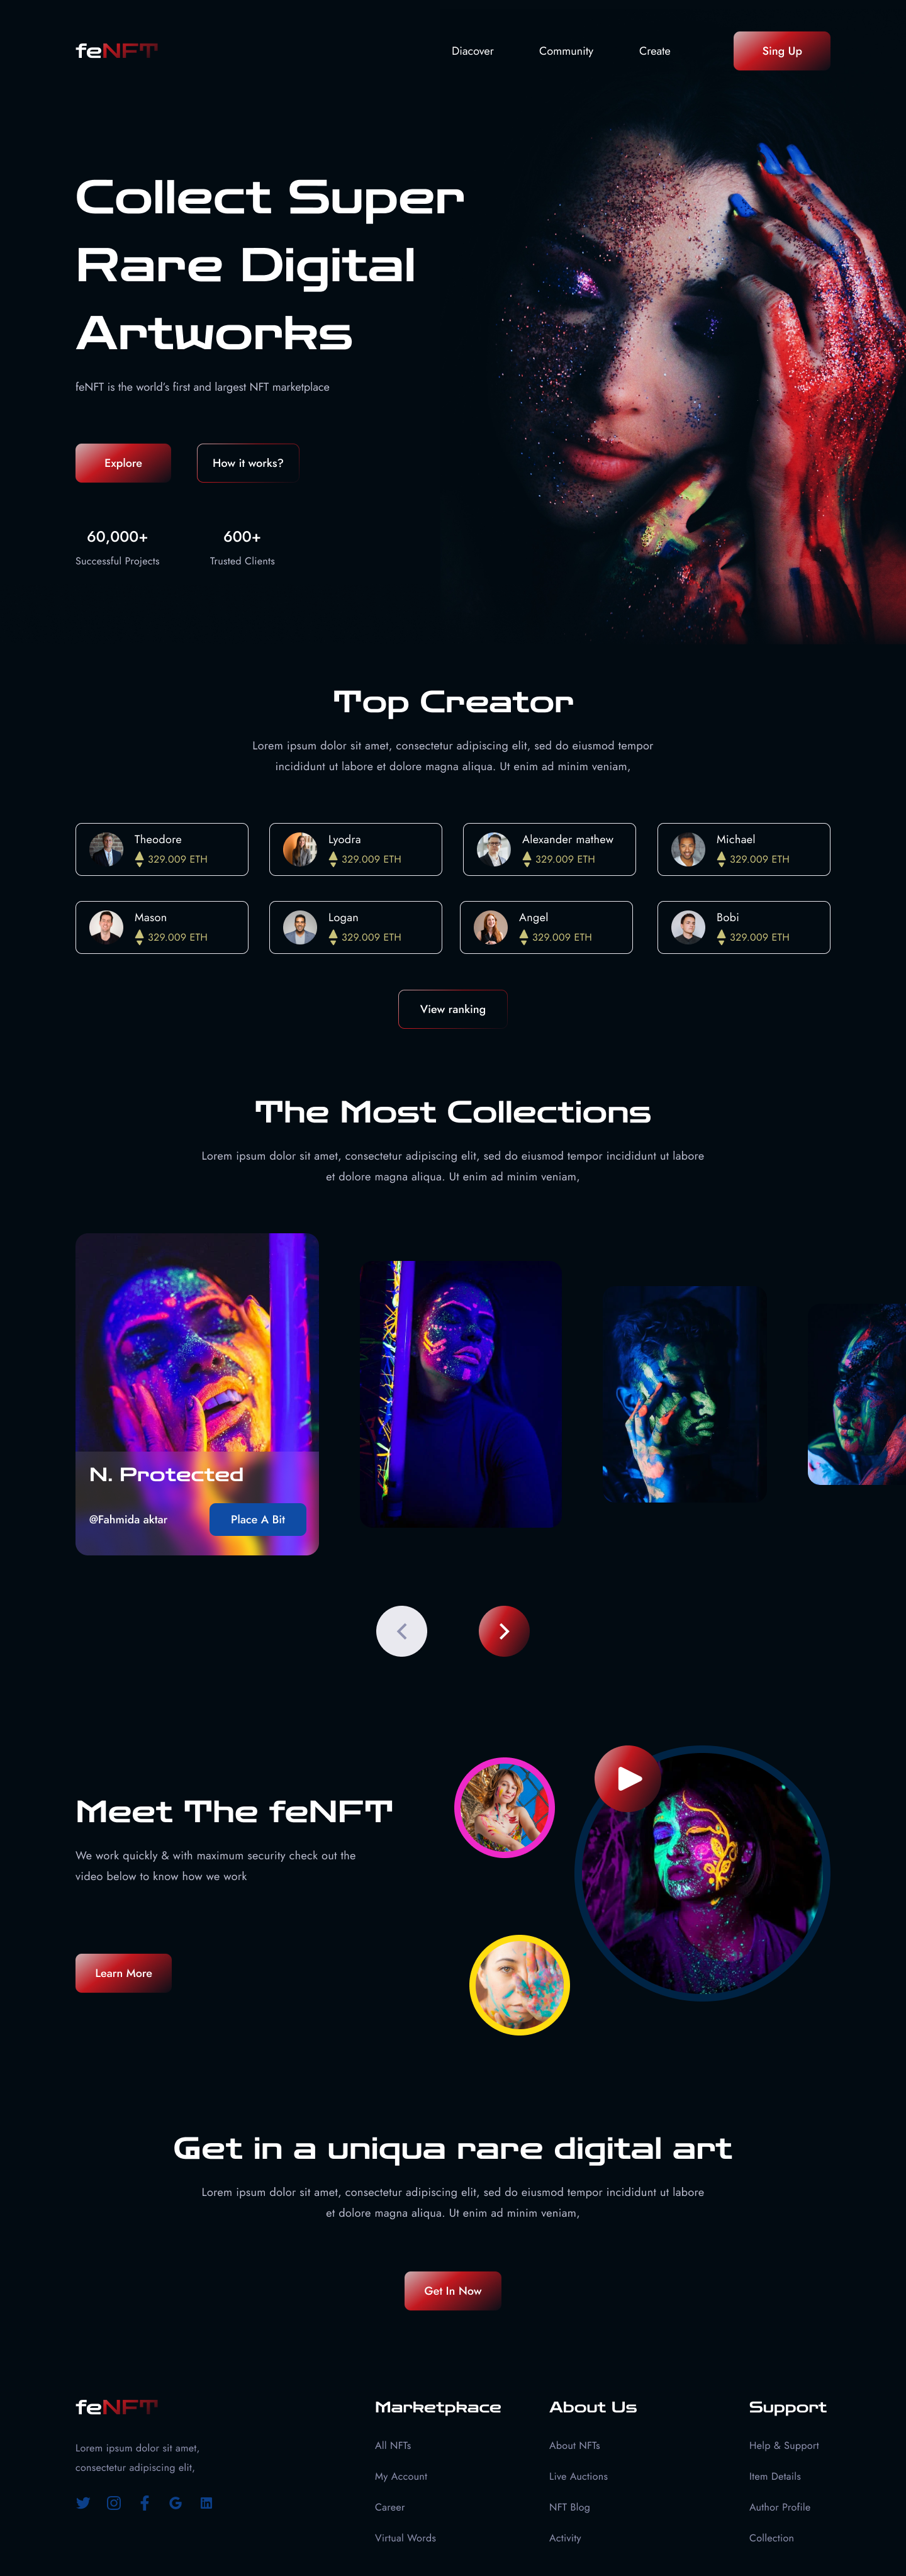 feNFT
Diacover
Community
Create
Sing Up
Collect Super
Rare Digital
Artworks
feNFT is the world's first and largest NFT marketplace
Explore
How it works?
60,000+
600+
Successful Projects
Trusted Clients
Top Creator
Lorem ipsum dolor sit amet, consectetur adipiscing elit, sed do eiusmod tempor
incididunt ut labore et dolore magna aliqua. Ut enim ad minim veniam,
Theodore
329.009 ETH
Lyodra
329.009 ETH
Alexander mathew
329.009 ETH
Michael
329.009 ETH
Mason
329.009 ETH
Logan
329.009 ETH
Angel
329.009 ETH
Bobi
329.009 ETH
View ranking
The Most Collections
Lorem ipsum dolor sit amet, consectetur adipiscing elit, sed do eiusmod tempor incididunt ut labore
et dolore magna aliqua. Ut enim ad minim veniam,
N. Protected
@Fahmida aktar
Place A Bit
Meet The feNFT
We work quickly & with maximum security check out the
video below to know how we work
Learn More
Get in a uniqua rare digital art
Lorem ipsum dolor sit amet, consectetur adipiscing elit, sed do eiusmod tempor incididunt ut labore
et dolore magna aliqua. Ut enim ad minim veniam,
Get In Now
feNFT
Lorem ipsum dolor sit amet,
consectetur adipiscing elit,
Marketpkace
All NFTs
My Account
Career
Virtual Words
About Us
About NFTs
Live Auctions
NFT Blog
Activity
Support
Help & Support
Item Details
Author Profile
Collection